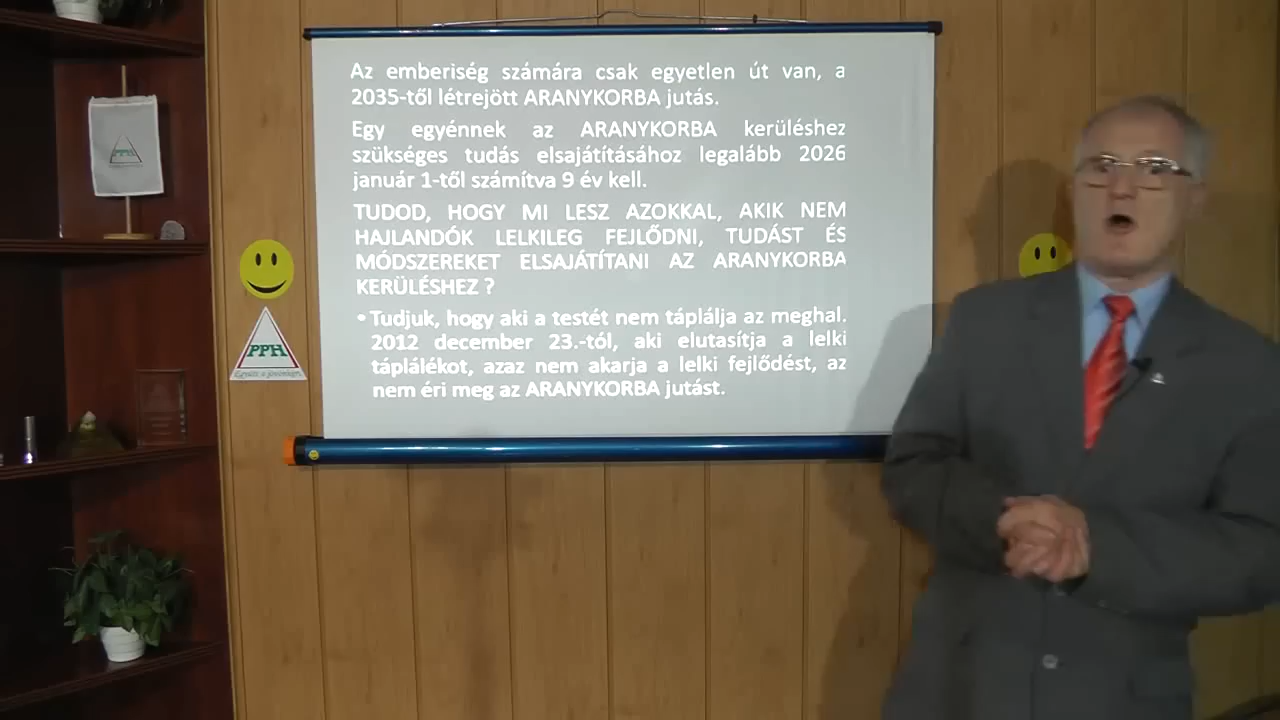 Az emberiség számára csak egyetlen út van, a
2035-től létrejött ARANYKORBA jutás.
Egy egyénnek az ARANYKORBA kerüléshez
szükséges tudás elsajátításához legalább 2026
január 1-től számítva 9 év kell.
TUDOD, HOGY MI LESZ AZOKKAL, AKIK NEM
HAJLANDÓK LELKILEG FEJLŐDNI, TUDÁST ÉS
MÓDSZEREKET ELSAJÁTÍTANI AZ ARANYKORBA
KERÜLÉSHEZ ?
• Tudjuk, hogy aki a testét nem táplálja az meghal.
2012 december 23.-tól, aki elutasítja a lelki
táplálékot, azaz nem akarja a lelki fejlődést, az
nem éri meg az ARANYKORBA jutást.
PPH
PPH
Együtt a jövőnkért